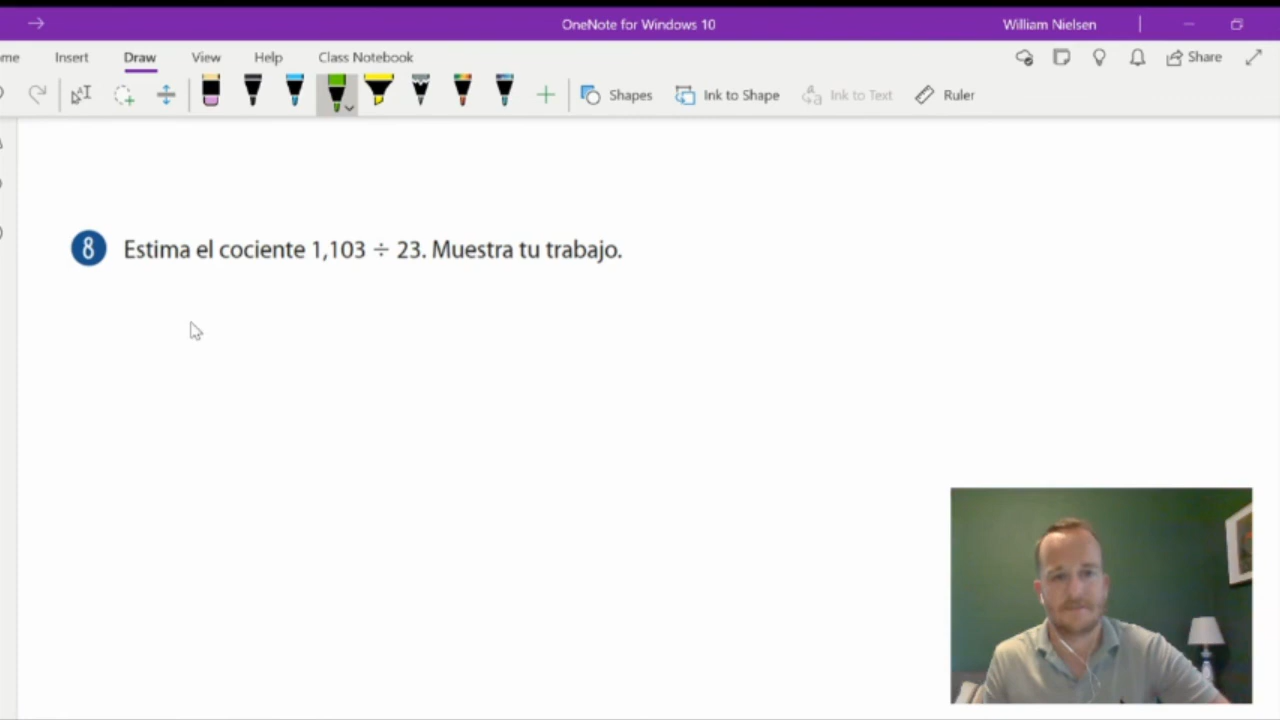 OneNote for Windows 10
William Nielsen
Insert
Draw
View
Help
Class Notebook
Share
Shapes
Ink to Shape
Ink to Text
Ruler
8 Estima el cociente 1,103 ÷ 23. Muestra tu trabajo.